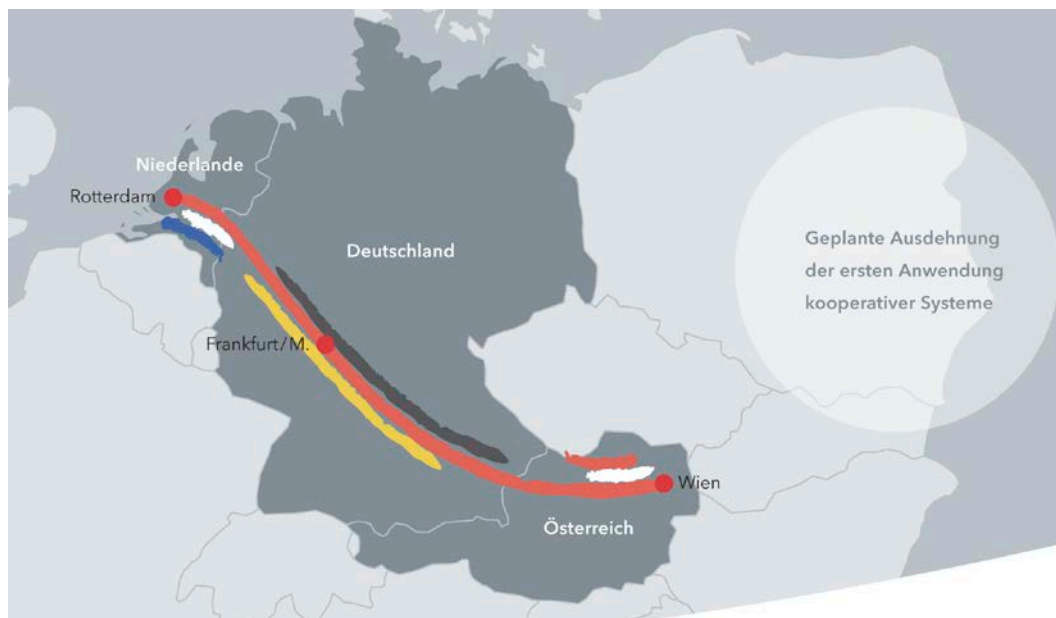 Niederlande
Rotterdam
Deutschland
Geplante Ausdehnung
der ersten Anwendung
kooperativer Systeme
Frankfurt/M.
Wien
Österreich